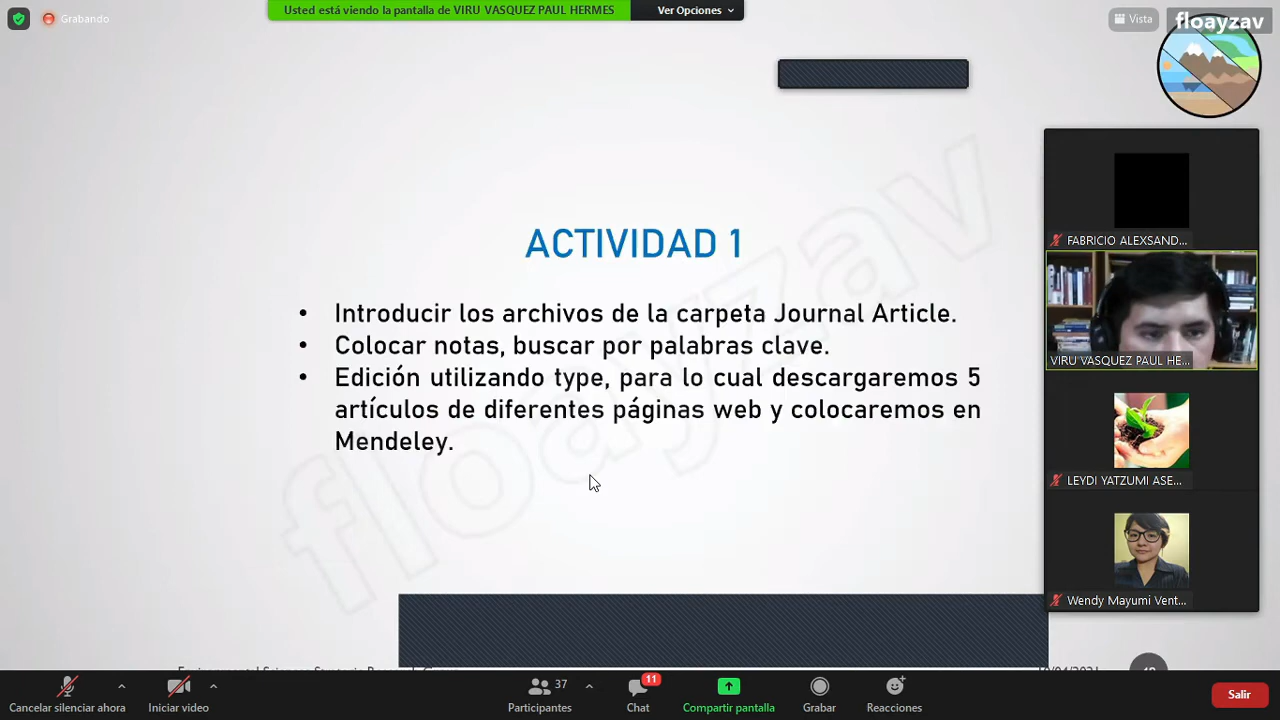 Grabando
Usted está viendo la pantalla de VIRU VASQUEZ PAUL HERMES
Ver Opciones
Vista
floayzav
ACTIVIDAD 1
• Introducir los archivos de la carpeta Journal Article.
• Colocar notas, buscar por palabras clave.
• Edición utilizando type, para lo cual descargaremos 5
artículos de diferentes páginas web y colocaremos en
Mendeley.
floayzav
FABRICIO ALEXSAND...
VIRU VASQUEZ PAUL HE...
LEYDI YATZUMI ASE...
Wendy Mayumi Vent...
Cancelar silenciar ahora
Iniciar video
37
Participantes
11
Chat
Compartir pantalla
Grabar
Reacciones
Salir